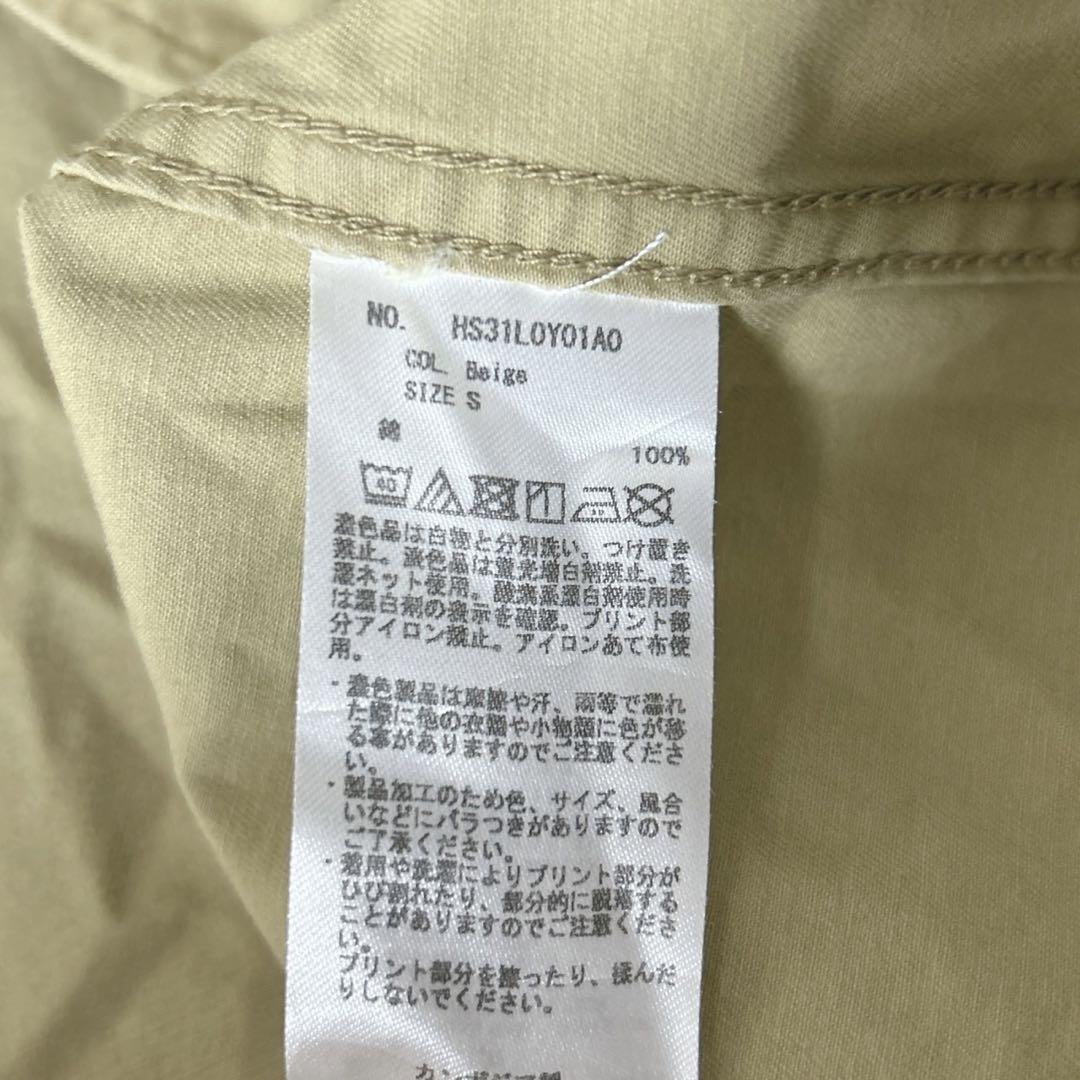 NO. HS31L0Y01A0
COL. Beige
SIZE S
綿
100%
40
濃色品は白物と分別洗い。つけ置き
禁止。淡色品は蛍光増白剤禁止。洗
濯ネット使用。酸素系漂白剤使用時
は漂白剤の表示を確認。プリント部
分アイロン禁止。アイロンあて布使
用。
・濃色製品は摩擦や汗、雨等で濡れ
た際に他の衣類や小物類に色が移
る事がありますのでご注意くださ
い。
・製品加工のため色、サイズ、風合
いなどにバラつきがありますので
ご了承ください。
・着用や洗濯によりプリント部分が
ひび割れたり、部分的に脱落する
ことがありますのでご注意くださ
い。
プリント部分を擦ったり、揉んだ
りしないでください。
カンボジア製